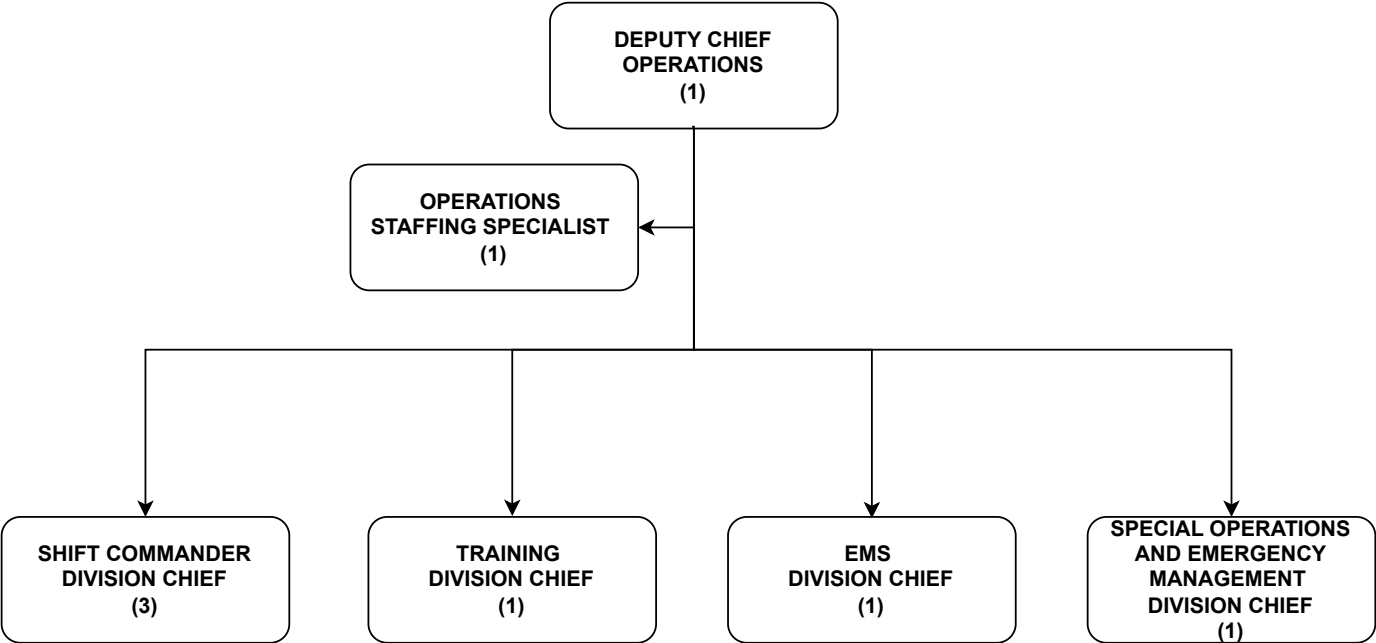 DEPUTY CHIEF
OPERATIONS
(1)
OPERATIONS
STAFFING SPECIALIST
(1)
SHIFT COMMANDER
DIVISION CHIEF
(3)
TRAINING
DIVISION CHIEF
(1)
EMS
DIVISION CHIEF
(1)
SPECIAL OPERATIONS
AND EMERGENCY
MANAGEMENT
DIVISION CHIEF
(1)